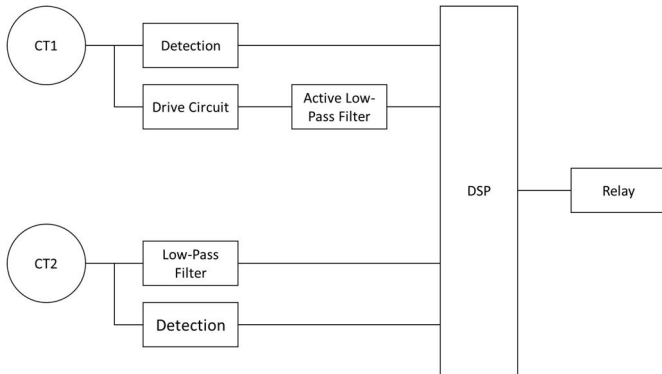 CT1
Detection
Drive Circuit
Active Low-
Pass Filter
DSP
Relay
CT2
Low-Pass
Filter
Detection